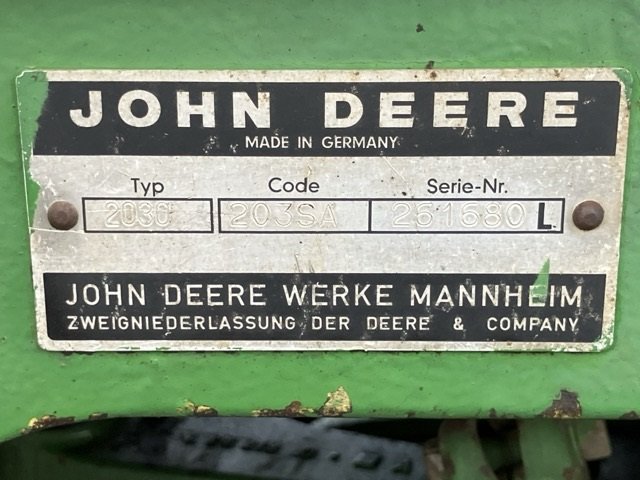 JOHN DEERE
MADE IN GERMANY
Typ Code Serie-Nr.
2030 203SA 261680 L
JOHN DEERE WERKE MANNHEIM
ZWEIGNIEDERLASSUNG DER DEERE & COMPANY